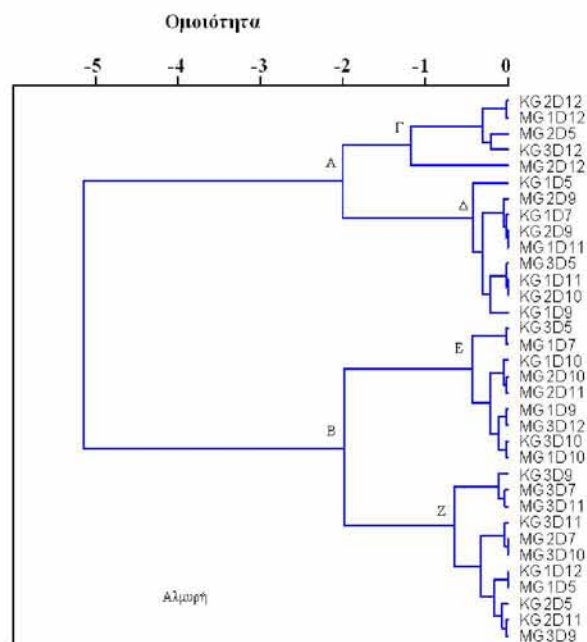 Ομοιότητα
-5 -4 -3 -2 -1 0
KG2D12
MG1D12
Γ
MG2D5
KG3D12
Α
MG2D12
KG1D5
MG2D9
Δ
KG1D7
KG2D9
MG1D11
MG3D5
KG1D11
KG2D10
KG1D9
KG3D5
Ε
MG1D7
KG1D10
MG2D10
MG2D11
MG1D9
Β
MG3D12
KG3D10
MG1D10
KG3D9
MG3D7
Ζ
MG3D11
KG3D11
MG2D7
MG3D10
KG1D12
Αλμυρή
MG1D5
KG2D5
KG2D11
MG3D9